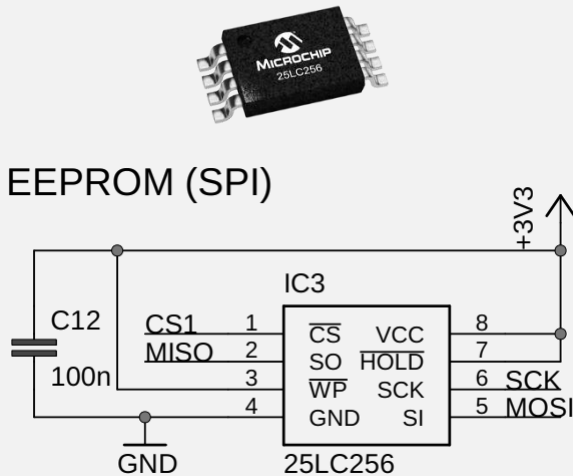 MICROCHIP
25LC256
EEPROM (SPI)
+3V3
IC3
C12
100n
CS1 1 CS VCC 8
MISO 2 SO HOLD 7
3 WP SCK 6 SCK
4 GND SI 5 MOSI
GND
25LC256